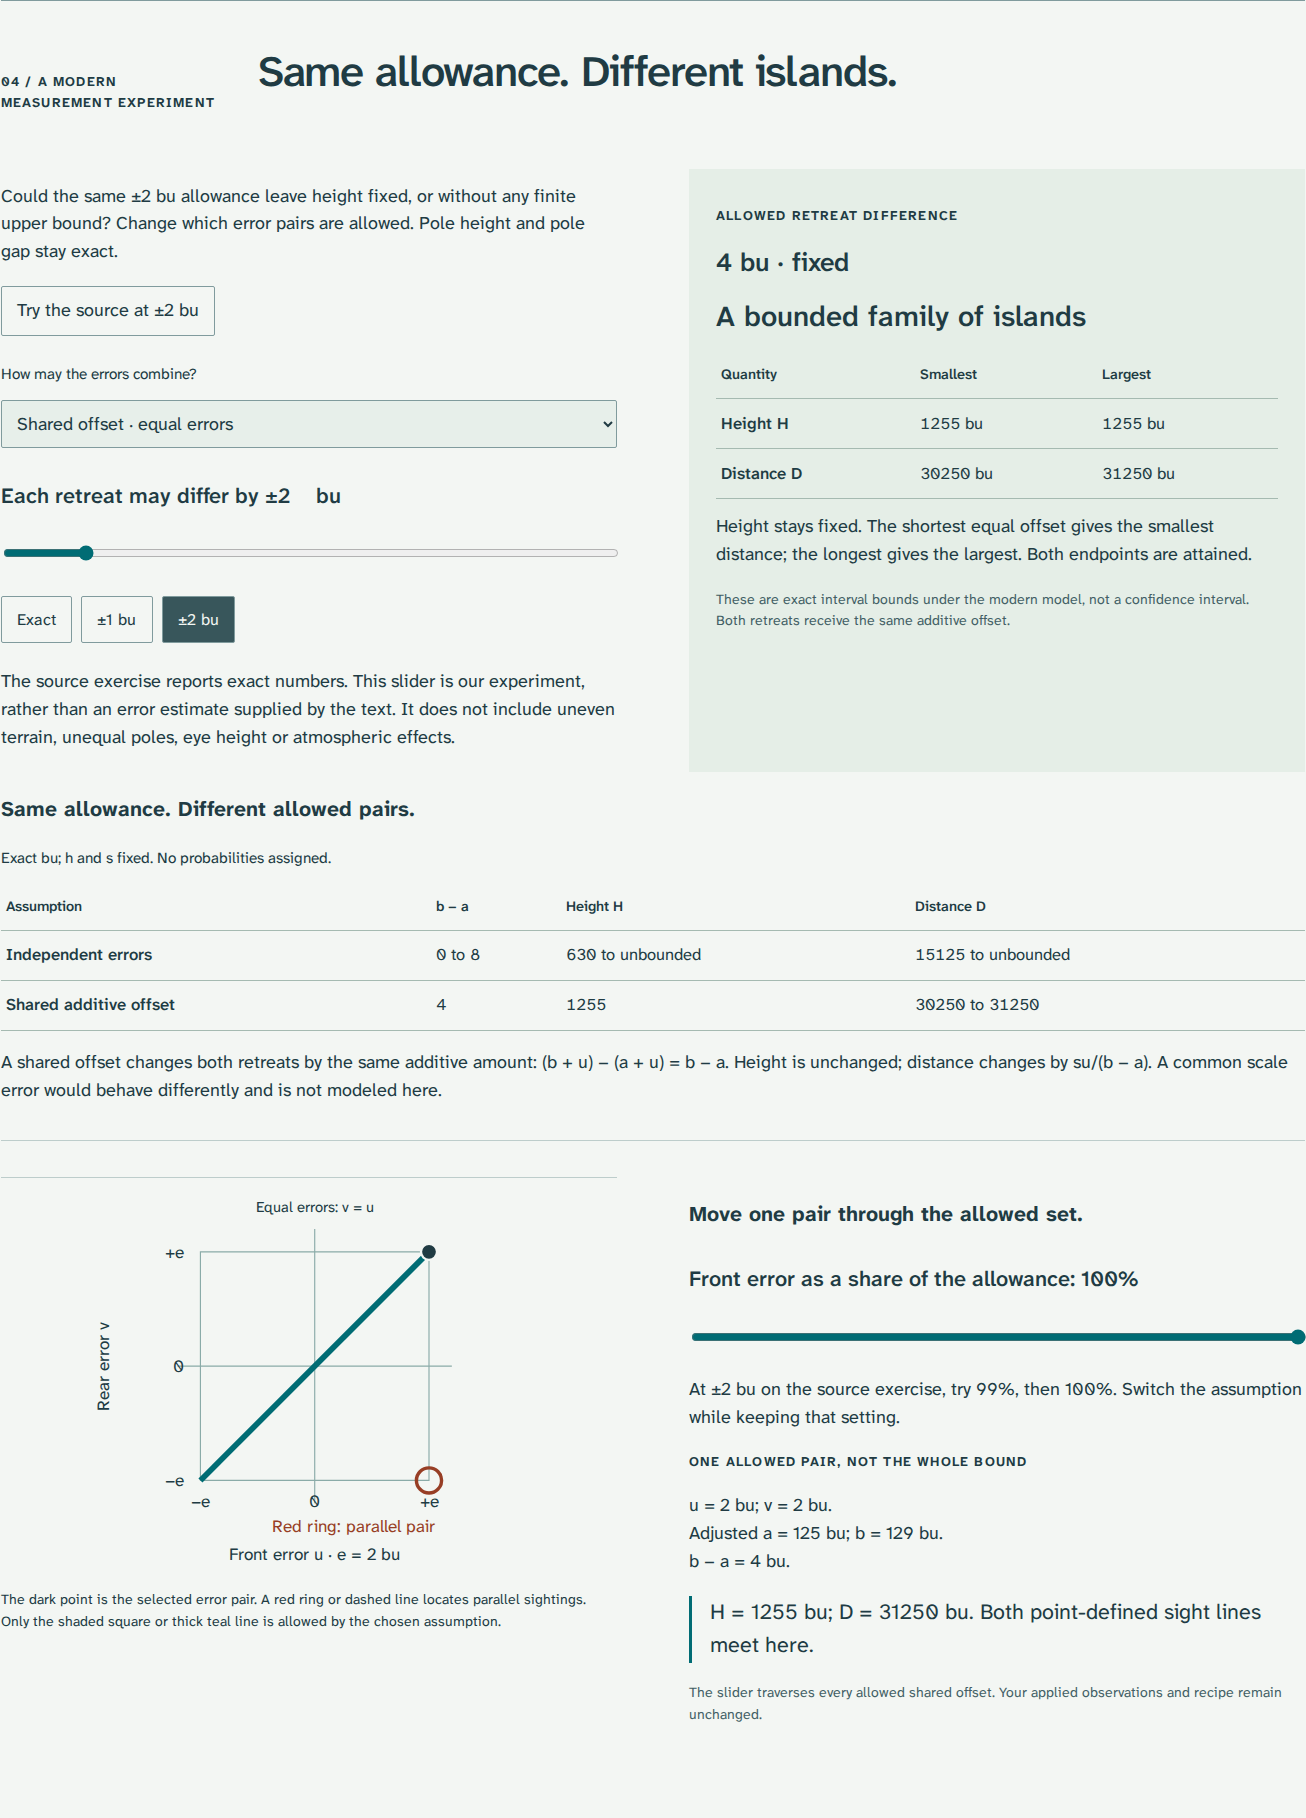 04 / A MODERN
MEASUREMENT EXPERIMENT
Same allowance. Different islands.
Could the same ±2 bu allowance leave height fixed, or without any finite
upper bound? Change which error pairs are allowed. Pole height and pole
gap stay exact.
Try the source at ±2 bu
How may the errors combine?
Shared offset · equal errors
Each retreat may differ by ±2 bu
Exact
±1 bu
±2 bu
The source exercise reports exact numbers. This slider is our experiment,
rather than an error estimate supplied by the text. It does not include uneven
terrain, unequal poles, eye height or atmospheric effects.
ALLOWED RETREAT DIFFERENCE
4 bu · fixed
A bounded family of islands
Quantity Smallest Largest
Height H 1255 bu 1255 bu
Distance D 30250 bu 31250 bu
Height stays fixed. The shortest equal offset gives the smallest
distance; the longest gives the largest. Both endpoints are attained.
These are exact interval bounds under the modern model, not a confidence interval.
Both retreats receive the same additive offset.
Same allowance. Different allowed pairs.
Exact bu; h and s fixed. No probabilities assigned.
Assumption b − a Height H Distance D
Independent errors 0 to 8 630 to unbounded 15125 to unbounded
Shared additive offset 4 1255 30250 to 31250
A shared offset changes both retreats by the same additive amount: (b + u) − (a + u) = b − a. Height is unchanged; distance changes by su/(b − a). A common scale
error would behave differently and is not modeled here.
Equal errors: v = u
+e
Rear error v
0
−e
−e 0 +e
Red ring: parallel pair
Front error u · e = 2 bu
The dark point is the selected error pair. A red ring or dashed line locates parallel sightings.
Only the shaded square or thick teal line is allowed by the chosen assumption.
Move one pair through the allowed set.
Front error as a share of the allowance: 100%
At ±2 bu on the source exercise, try 99%, then 100%. Switch the assumption
while keeping that setting.
ONE ALLOWED PAIR, NOT THE WHOLE BOUND
u = 2 bu; v = 2 bu.
Adjusted a = 125 bu; b = 129 bu.
b − a = 4 bu.
H = 1255 bu; D = 31250 bu. Both point-defined sight lines
meet here.
The slider traverses every allowed shared offset. Your applied observations and recipe remain
unchanged.